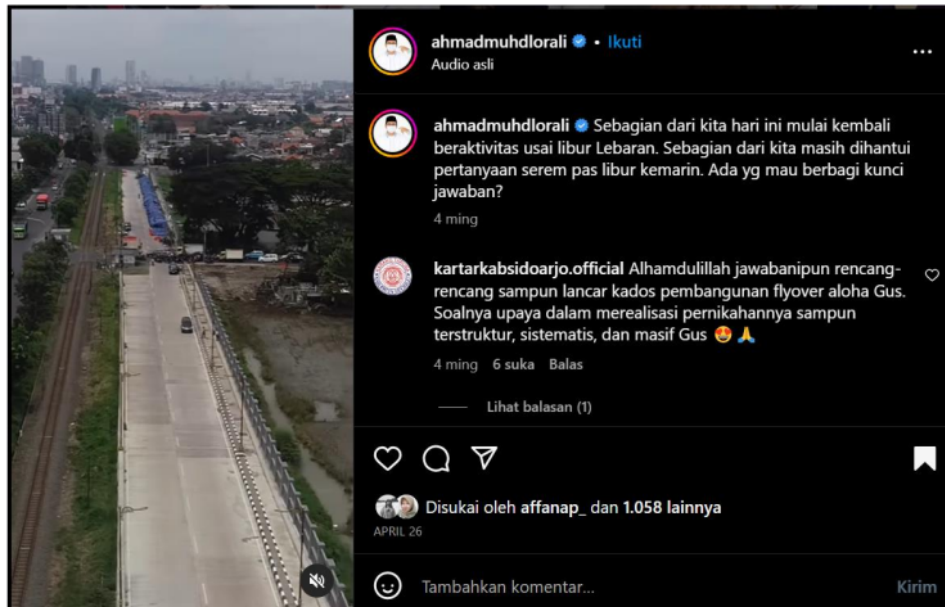 ahmadmuhdlorali • Ikuti
Audio asli
ahmadmuhdlorali Sebagian dari kita hari ini mulai kembali
beraktivitas usai libur Lebaran. Sebagian dari kita masih dihantui
pertanyaan serem pas libur kemarin. Ada yg mau berbagi kunci
jawaban?
4 ming
kartarkabsidoarjo.official Alhamdulillah jawabanipun rencang-
rencang sampun lancar kados pembangunan flyover aloha Gus.
Soalnya upaya dalam merealisasi pernikahannya sampun
terstruktur, sistematis, dan masif Gus 😍 🙏
4 ming 6 suka Balas
Lihat balasan (1)
Disukai oleh affanap_ dan 1.058 lainnya
APRIL 26
Tambahkan komentar... Kirim